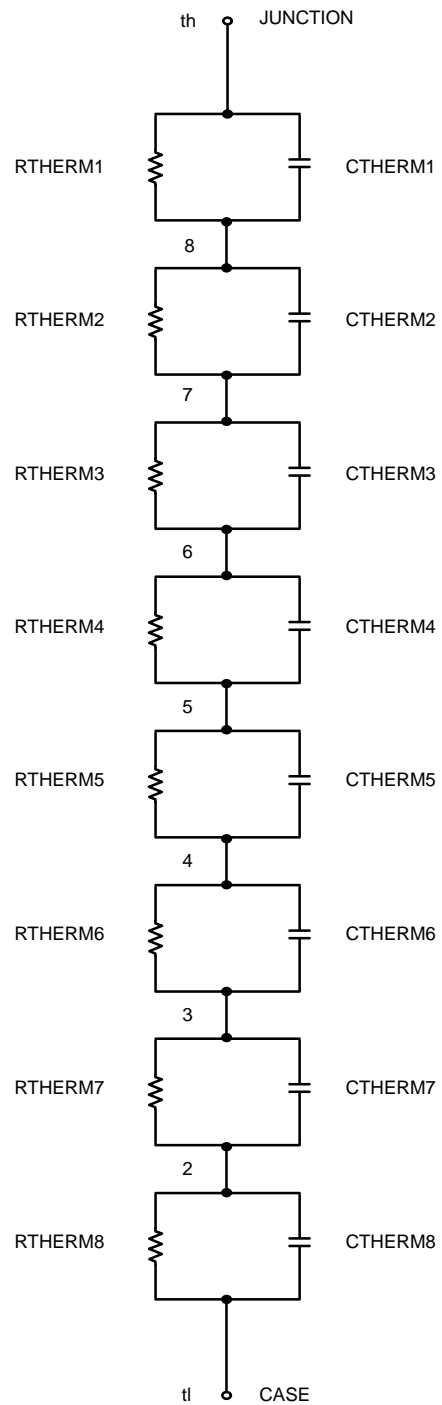 th JUNCTION
RTHERM1 CTHERM1
8
RTHERM2 CTHERM2
7
RTHERM3 CTHERM3
6
RTHERM4 CTHERM4
5
RTHERM5 CTHERM5
4
RTHERM6 CTHERM6
3
RTHERM7 CTHERM7
2
RTHERM8 CTHERM8
tl CASE